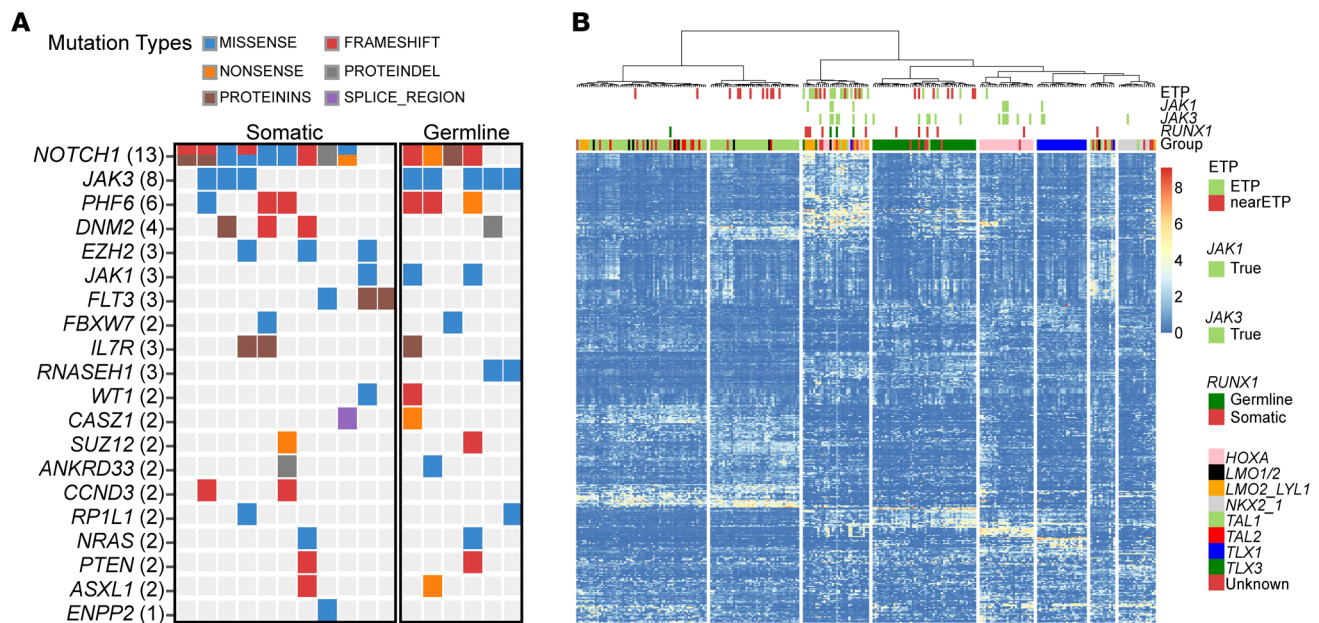 A
Mutation Types
MISSENSE
FRAMESHIFT
NONSENSE
PROTEINDEL
PROTEININS
SPLICE_REGION
Somatic
Germline
NOTCH1 (13)
JAK3 (8)
PHF6 (6)
DNM2 (4)
EZH2 (3)
JAK1 (3)
FLT3 (3)
FBXW7 (2)
IL7R (3)
RNASEH1 (3)
WT1 (2)
CASZ1 (2)
SUZ12 (2)
ANKRD33 (2)
CCND3 (2)
RP1L1 (2)
NRAS (2)
PTEN (2)
ASXL1 (2)
ENPP2 (1)
B
ETP
JAK1
JAK3
RUNX1
Group
8
6
4
2
0
ETP
ETP
nearETP
JAK1
True
JAK3
True
RUNX1
Germline
Somatic
HOXA
LMO1/2
LMO2_LYL1
NKX2_1
TAL1
TAL2
TLX1
TLX3
Unknown